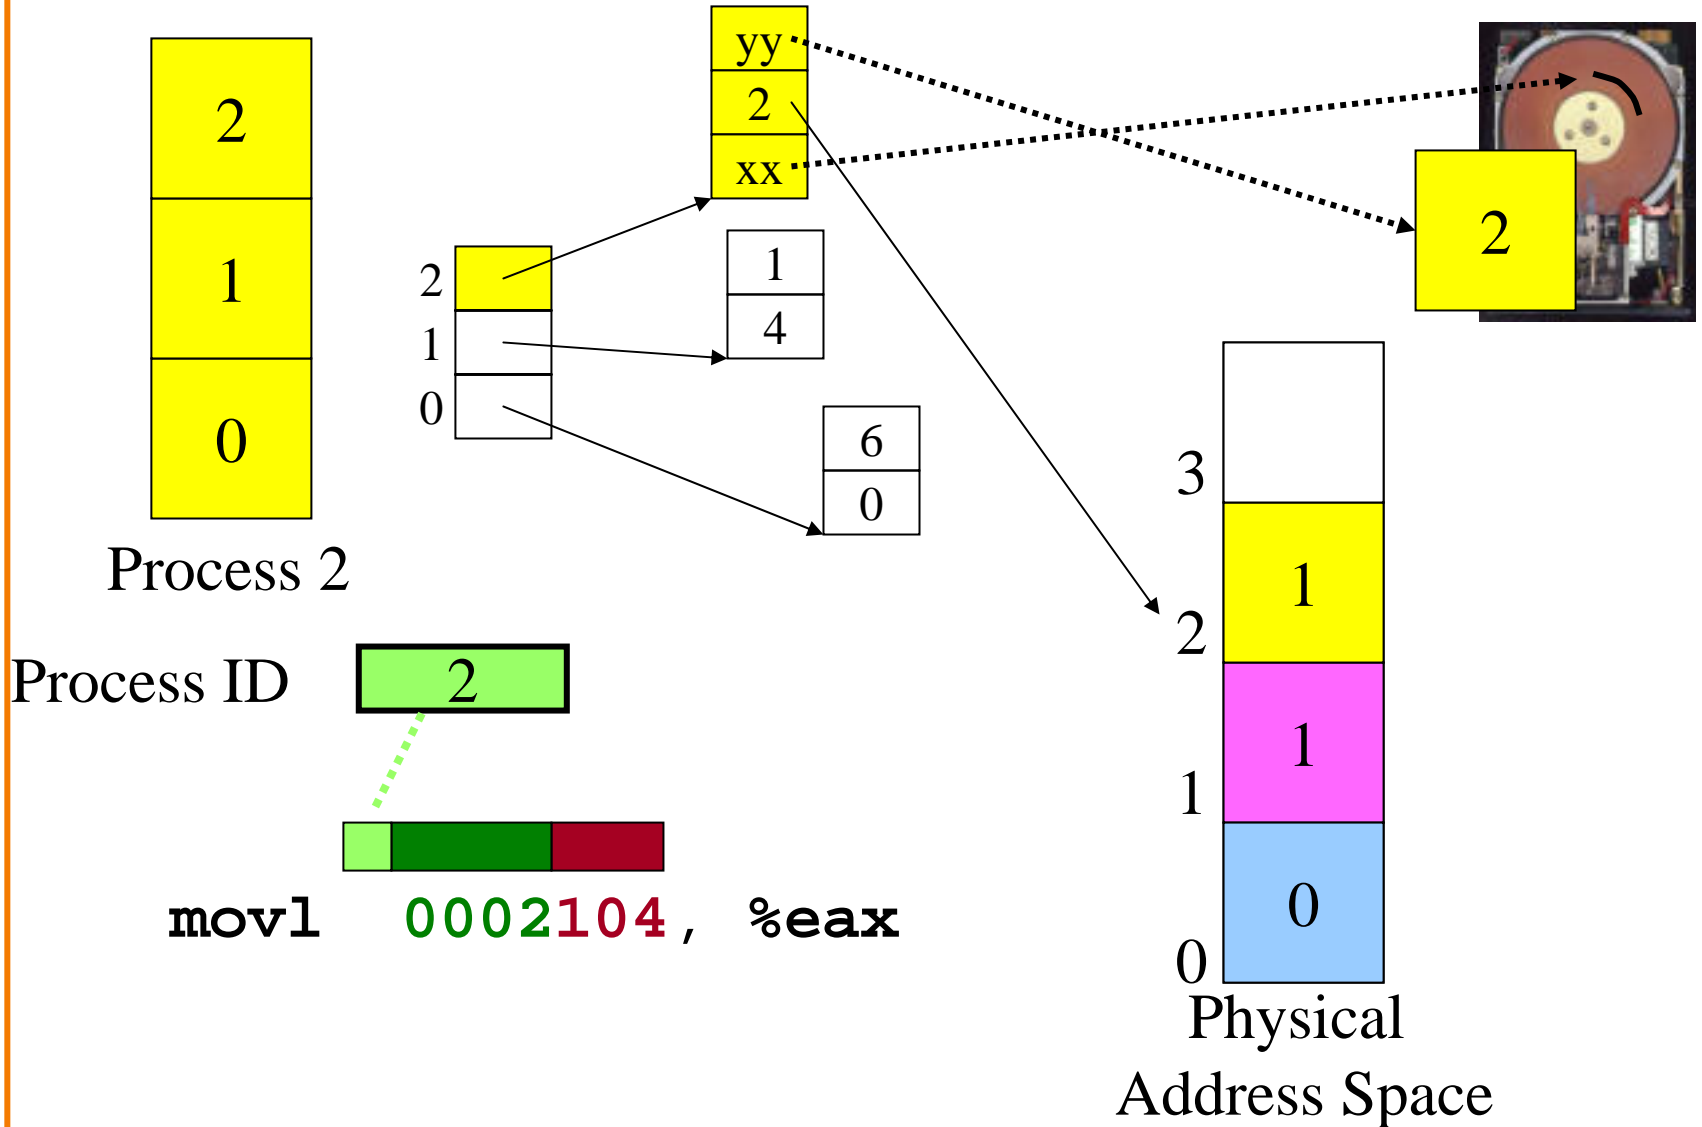 yy
2
xx
2
1
0
2
1
0
1
4
6
0
2
Process 2
Process ID 2
movl 0002104, %eax
3
1
2
1
1
0
0
Physical
Address Space